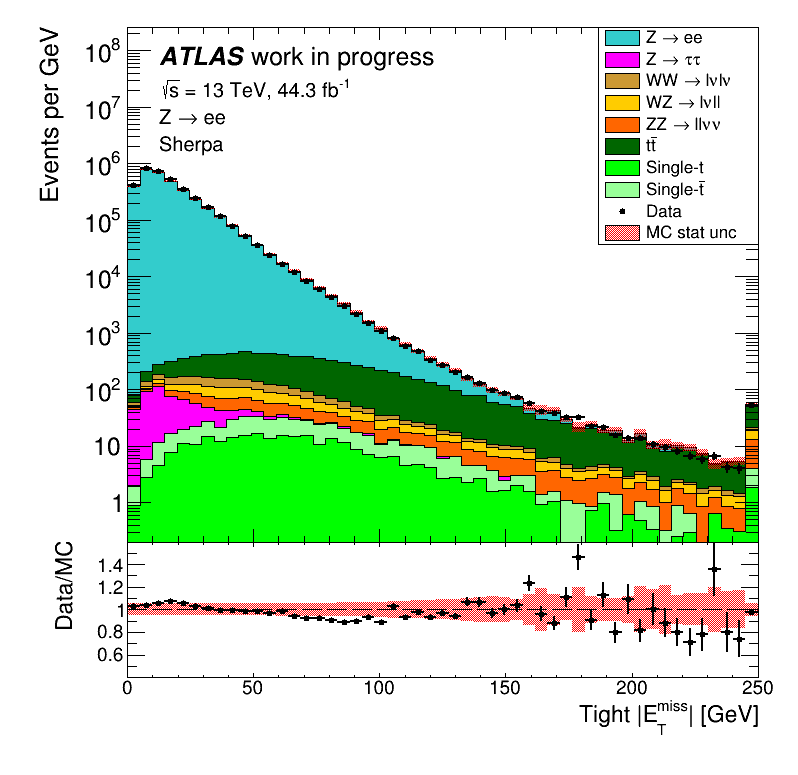 Events per GeV
10⁸
10⁷
10⁶
10⁵
10⁴
10³
10²
10
1
ATLAS work in progress
√s = 13 TeV, 44.3 fb⁻¹
Z → ee
Sherpa
Z → ee
Z → ττ
WW → lνlν
WZ → lνll
ZZ → llνν
tt̄
Single-t
Single-t̄
Data
MC stat unc
Data/MC
1.4
1.2
1
0.8
0.6
0 50 100 150 200 250
Tight |E_T^miss| [GeV]